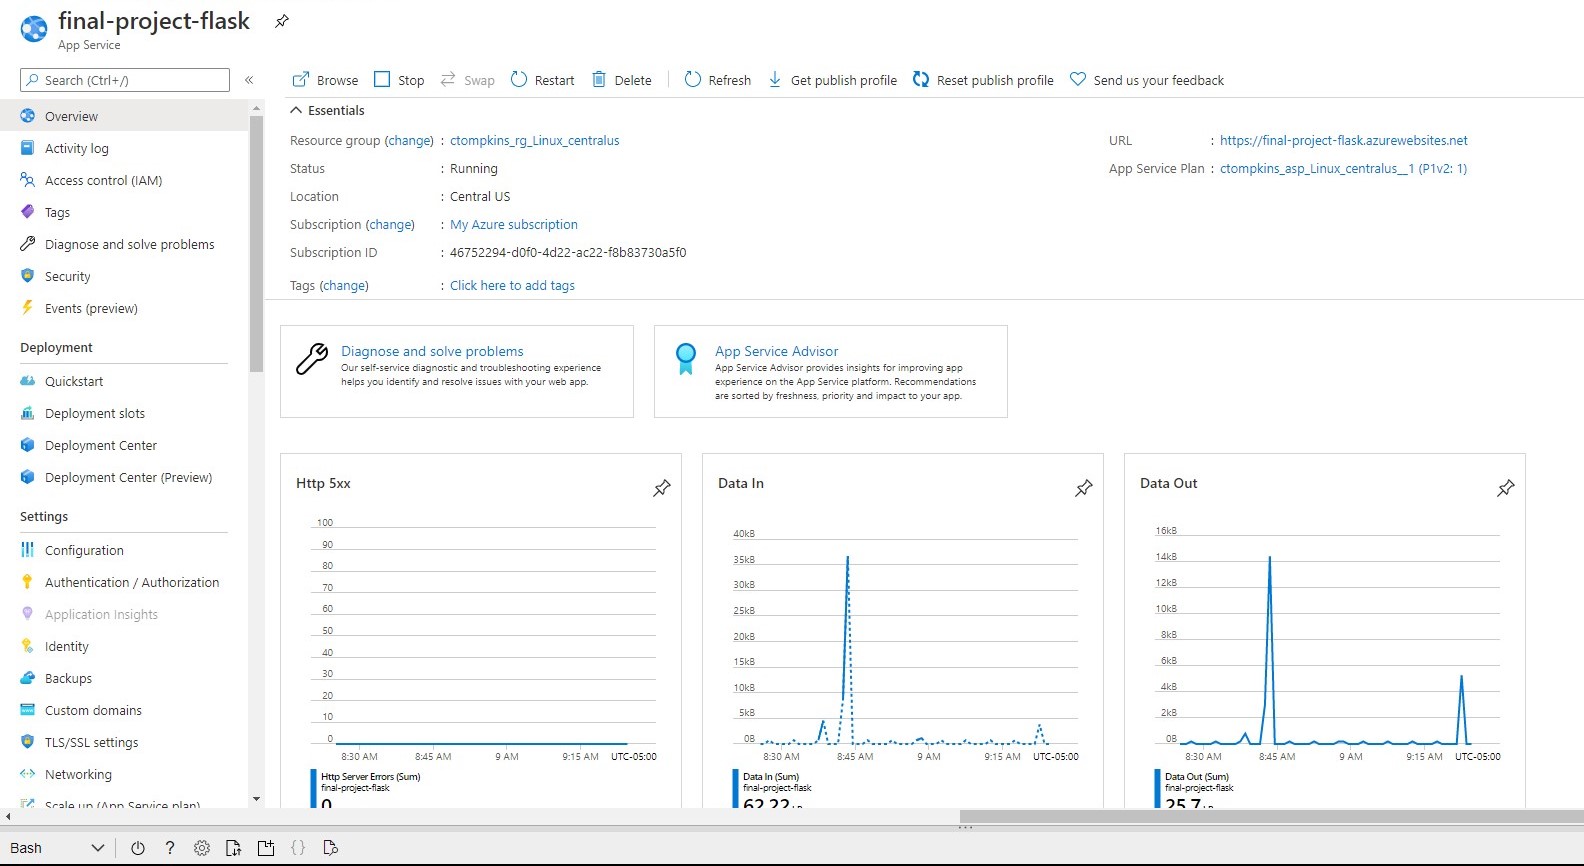 final-project-flask
App Service
Search (Ctrl+/)
«
Browse
Stop
Swap
Restart
Delete
Refresh
Get publish profile
Reset publish profile
Send us your feedback
Overview
Activity log
Access control (IAM)
Tags
Diagnose and solve problems
Security
Events (preview)
Deployment
Quickstart
Deployment slots
Deployment Center
Deployment Center (Preview)
Settings
Configuration
Authentication / Authorization
Application Insights
Identity
Backups
Custom domains
TLS/SSL settings
Networking
Scale up (App Service plan)
Essentials
Resource group (change) : ctompkins_rg_Linux_centralus
Status : Running
Location : Central US
Subscription (change) : My Azure subscription
Subscription ID : 46752294-d0f0-4d22-ac22-f8b83730a5f0
Tags (change) : Click here to add tags
URL : https://final-project-flask.azurewebsites.net
App Service Plan : ctompkins_asp_Linux_centralus__1 (P1v2: 1)
Diagnose and solve problems
Our self-service diagnostic and troubleshooting experience
helps you identify and resolve issues with your web app.
App Service Advisor
App Service Advisor provides insights for improving app
experience on the App Service platform. Recommendations
are sorted by freshness, priority and impact to your app.
Http 5xx
100
90
80
70
60
50
40
30
20
10
0
8:30 AM 8:45 AM 9 AM 9:15 AM UTC-05:00
Http Server Errors (Sum)
final-project-flask
0
Data In
40kB
35kB
30kB
25kB
20kB
15kB
10kB
5kB
0B
8:30 AM 8:45 AM 9 AM 9:15 AM UTC-05:00
Data In (Sum)
final-project-flask
62.22
Data Out
16kB
14kB
12kB
10kB
8kB
6kB
4kB
2kB
0B
8:30 AM 8:45 AM 9 AM 9:15 AM UTC-05:00
Data Out (Sum)
final-project-flask
25.7
Bash
?
{}